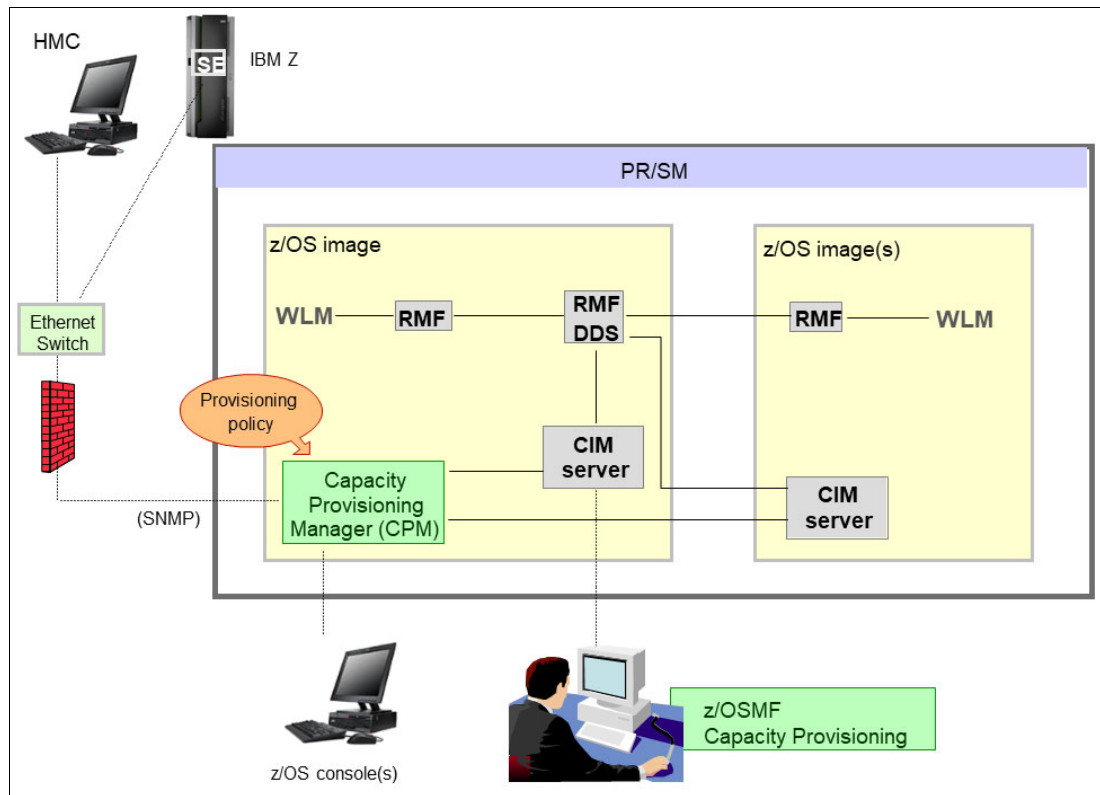 HMC
SE
IBM Z
PR/SM
z/OS image
z/OS image(s)
WLM
RMF
RMF
DDS
RMF
WLM
Ethernet
Switch
Provisioning
policy
CIM
server
Capacity
Provisioning
Manager (CPM)
CIM
server
(SNMP)
z/OSMF
Capacity Provisioning
z/OS console(s)